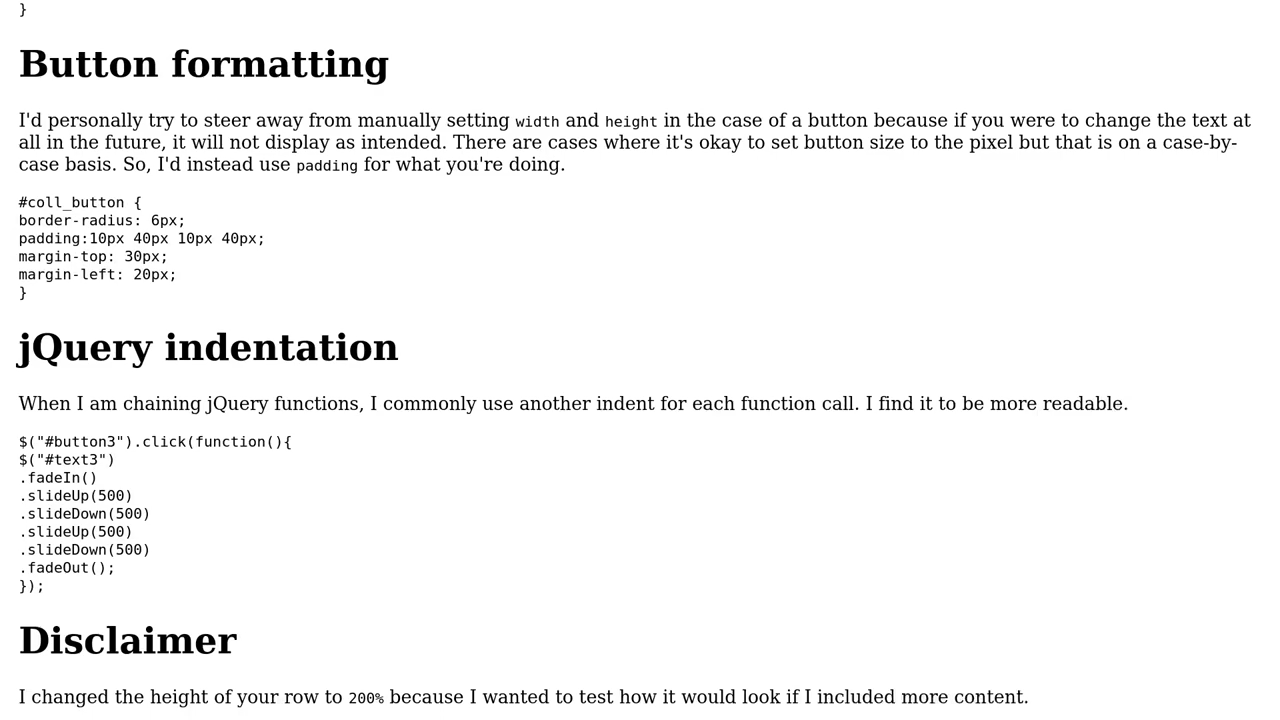 }
Button formatting
I'd personally try to steer away from manually setting width and height in the case of a button because if you were to change the text at
all in the future, it will not display as intended. There are cases where it's okay to set button size to the pixel but that is on a case-by-
case basis. So, I'd instead use padding for what you're doing.
#coll_button {
border-radius: 6px;
padding:10px 40px 10px 40px;
margin-top: 30px;
margin-left: 20px;
}
jQuery indentation
When I am chaining jQuery functions, I commonly use another indent for each function call. I find it to be more readable.
$("#button3").click(function(){
$("#text3")
.fadeIn()
.slideUp(500)
.slideDown(500)
.slideUp(500)
.slideDown(500)
.fadeOut();
});
Disclaimer
I changed the height of your row to 200% because I wanted to test how it would look if I included more content.